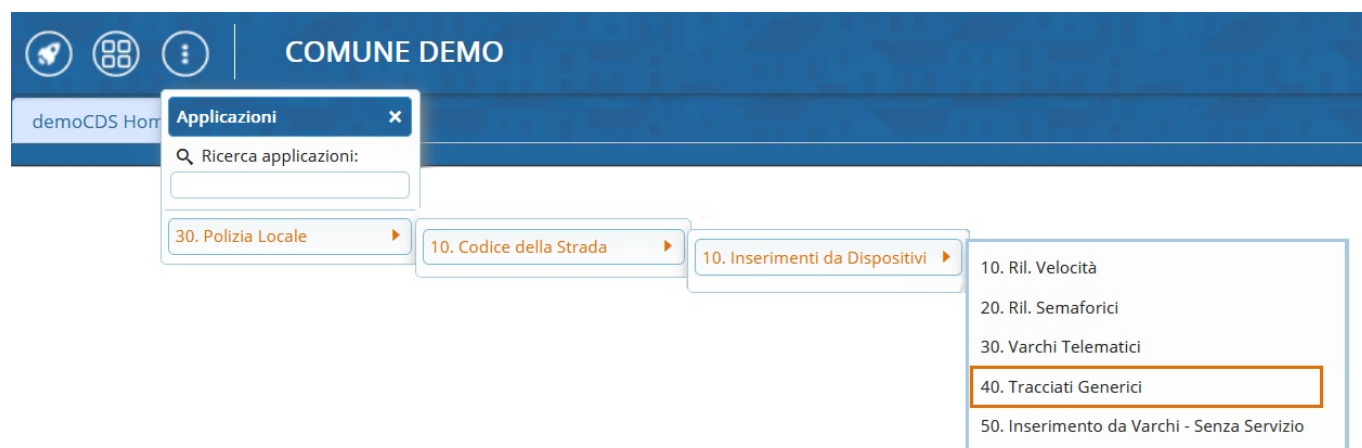 COMUNE DEMO
demoCDS Hom
Applicazioni ×
Ricerca applicazioni:
30. Polizia Locale
10. Codice della Strada
10. Inserimenti da Dispositivi
10. Ril. Velocità
20. Ril. Semaforici
30. Varchi Telematici
40. Tracciati Generici
50. Inserimento da Varchi - Senza Servizio